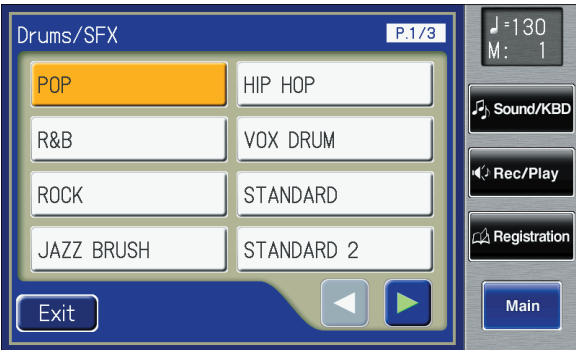 Drums/SFX
P.1/3
POP
HIP HOP
R&B
VOX DRUM
ROCK
STANDARD
JAZZ BRUSH
STANDARD 2
Exit
♩=130
M: 1
Sound/KBD
Rec/Play
Registration
Main